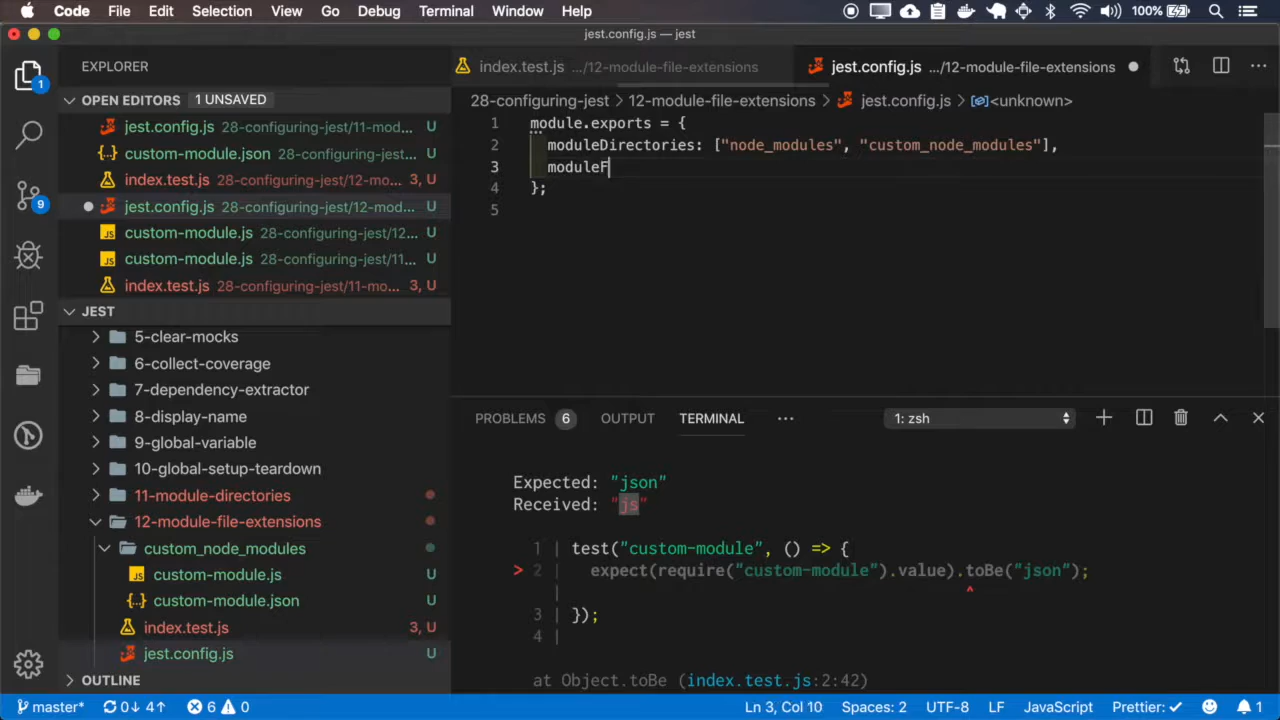 Code File Edit Selection View Go Debug Terminal Window Help 100%
jest.config.js — jest
EXPLORER
index.test.js .../12-module-file-extensions
jest.config.js .../12-module-file-extensions
OPEN EDITORS 1 UNSAVED
jest.config.js 28-configuring-jest/11-mod... U
custom-module.json 28-configuring-jest... U
index.test.js 28-configuring-jest/12-mo... 3, U
jest.config.js 28-configuring-jest/12-mod... U
custom-module.js 28-configuring-jest/12... U
custom-module.js 28-configuring-jest/11... U
index.test.js 28-configuring-jest/11-mo... 3, U
JEST
5-clear-mocks
6-collect-coverage
7-dependency-extractor
8-display-name
9-global-variable
10-global-setup-teardown
11-module-directories
12-module-file-extensions
custom_node_modules
custom-module.js U
custom-module.json U
index.test.js 3, U
jest.config.js U
OUTLINE
28-configuring-jest › 12-module-file-extensions › jest.config.js › <unknown>
1 module.exports = {
2 moduleDirectories: ["node_modules", "custom_node_modules"],
3 moduleF
4 };
5
PROBLEMS 6 OUTPUT TERMINAL ... 1: zsh
Expected: "json"
Received: "js"
1 | test("custom-module", () => {
> 2 | expect(require("custom-module").value).toBe("json");
| ^
3 | });
4 |
at Object.toBe (index.test.js:2:42)
master* 0↓ 4↑ 6 0 Ln 3, Col 10 Spaces: 2 UTF-8 LF JavaScript Prettier: ✓ 1
1
9